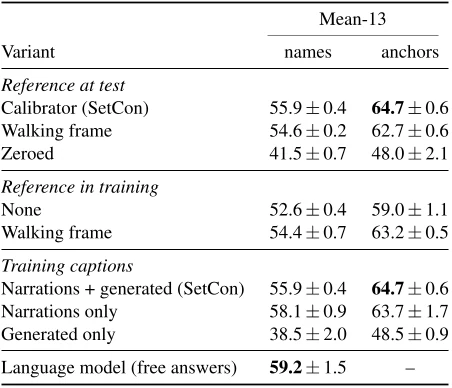 Mean-13
Variant names anchors
Reference at test
Calibrator (SetCon) 55.9 ± 0.4 64.7 ± 0.6
Walking frame 54.6 ± 0.2 62.7 ± 0.6
Zeroed 41.5 ± 0.7 48.0 ± 2.1
Reference in training
None 52.6 ± 0.4 59.0 ± 1.1
Walking frame 54.4 ± 0.7 63.2 ± 0.5
Training captions
Narrations + generated (SetCon) 55.9 ± 0.4 64.7 ± 0.6
Narrations only 58.1 ± 0.9 63.7 ± 1.7
Generated only 38.5 ± 2.0 48.5 ± 0.9
Language model (free answers) 59.2 ± 1.5 –